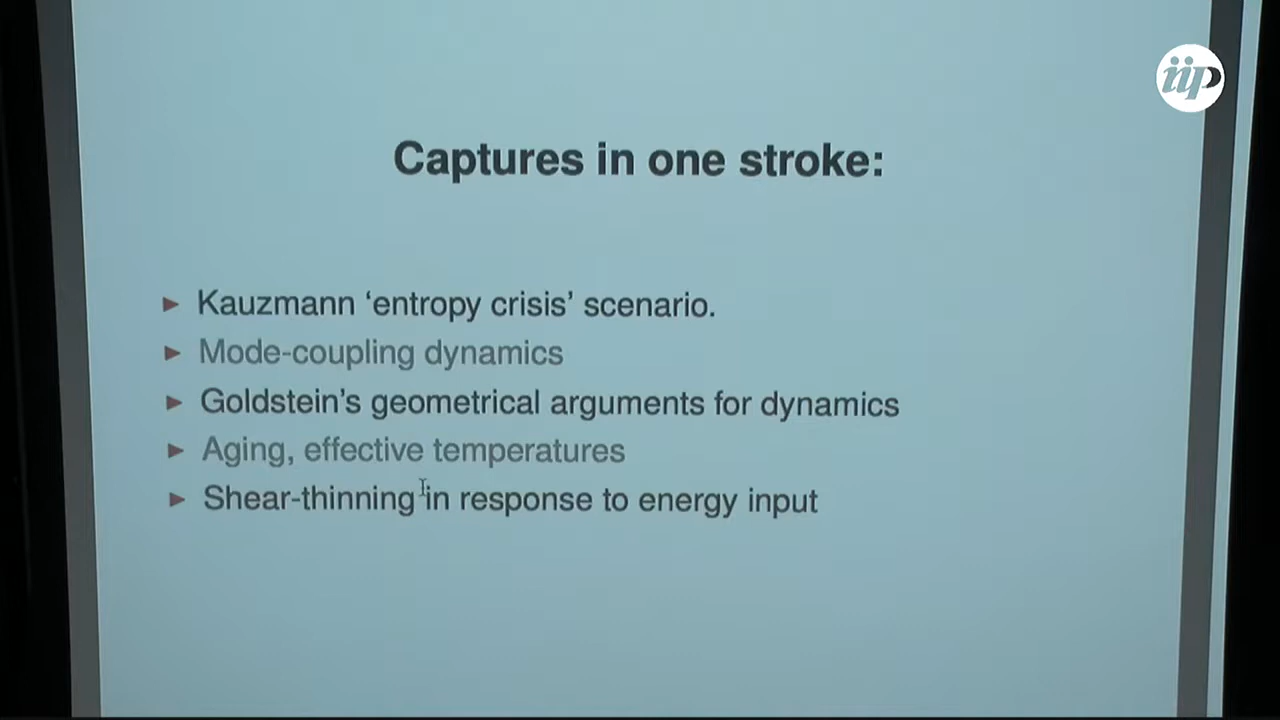 iip
Captures in one stroke:
Kauzmann ‘entropy crisis’ scenario.
Mode-coupling dynamics
Goldstein’s geometrical arguments for dynamics
Aging, effective temperatures
Shear-thinning in response to energy input